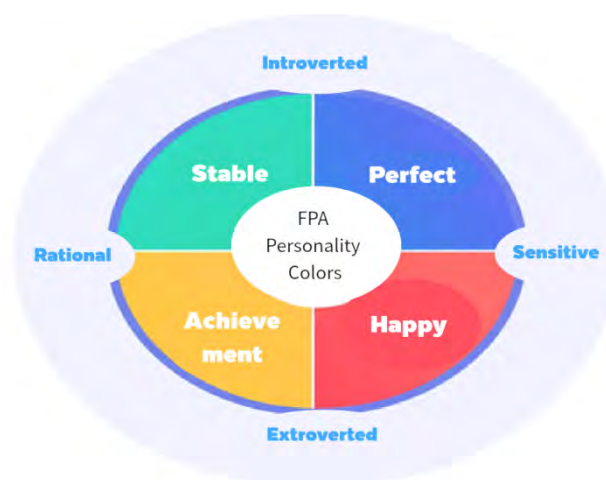 Introverted
Stable
Perfect
FPA
Personality
Colors
Rational
Sensitive
Achieve
ment
Happy
Extroverted